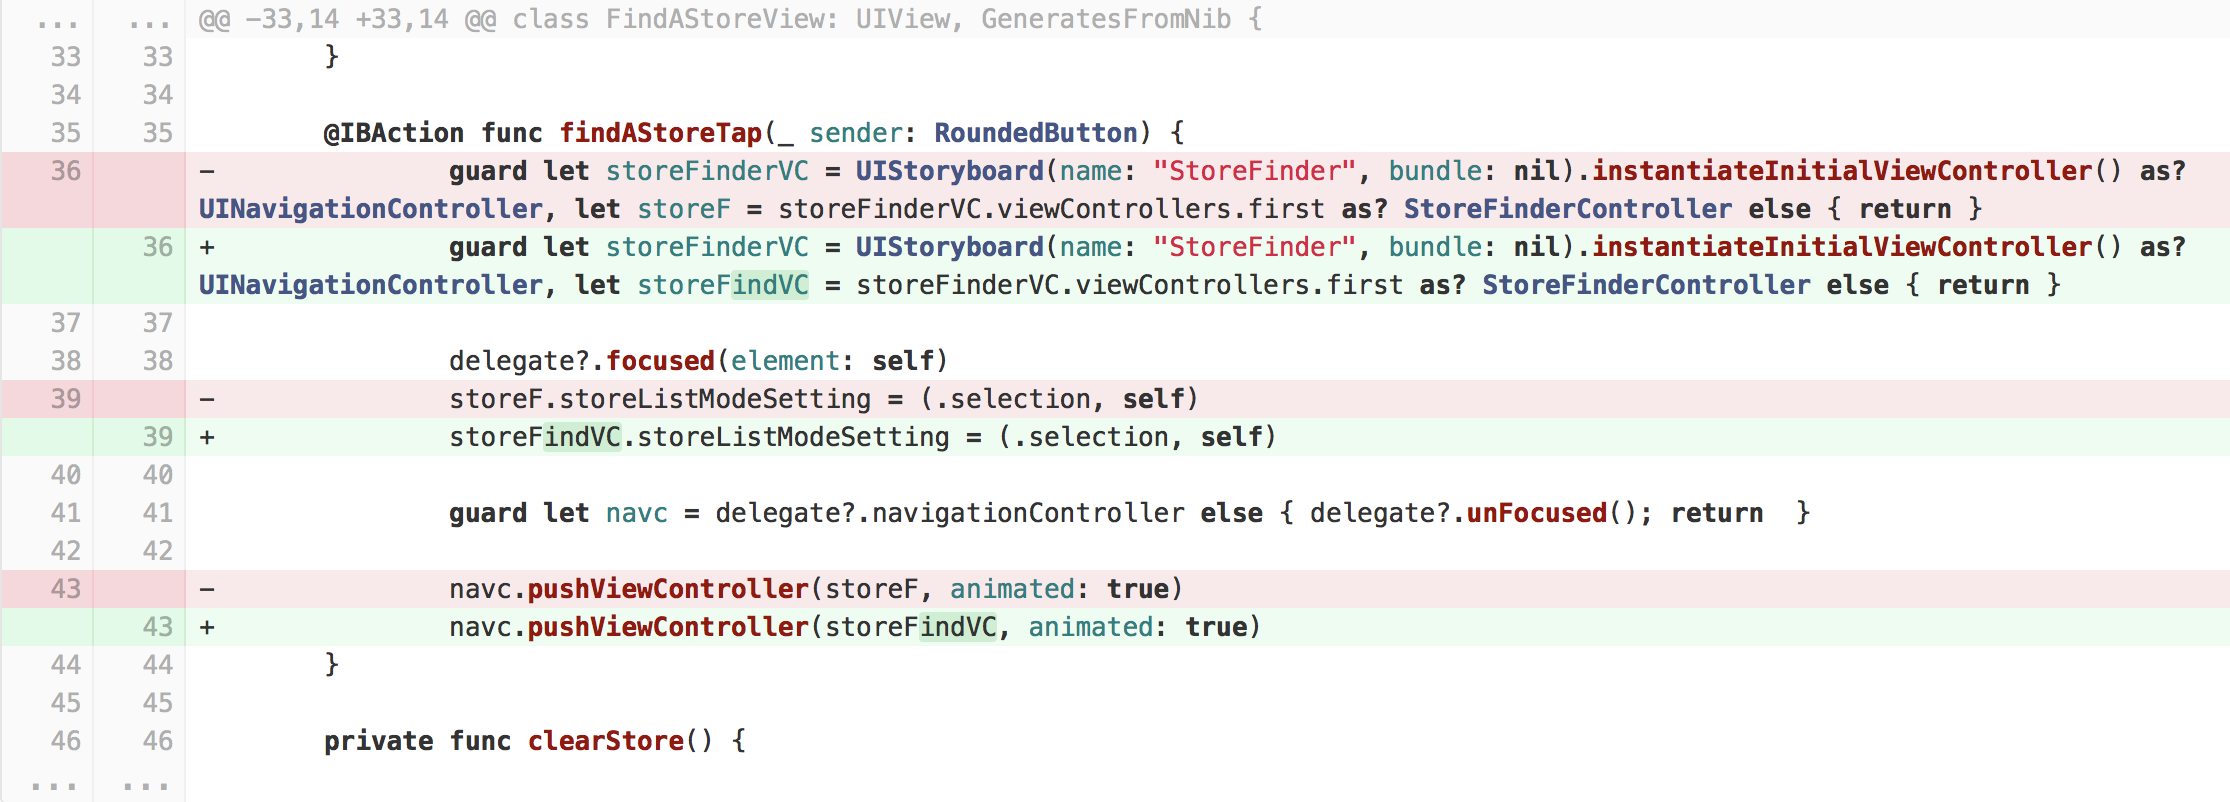 ... ... @@ -33,14 +33,14 @@ class FindAStoreView: UIView, GeneratesFromNib {
33 33 }
34 34
35 35 @IBAction func findAStoreTap(_ sender: RoundedButton) {
36 - guard let storeFinderVC = UIStoryboard(name: "StoreFinder", bundle: nil).instantiateInitialViewController() as?
UINavigationController, let storeF = storeFinderVC.viewControllers.first as? StoreFinderController else { return }
36 + guard let storeFinderVC = UIStoryboard(name: "StoreFinder", bundle: nil).instantiateInitialViewController() as?
UINavigationController, let storeFindVC = storeFinderVC.viewControllers.first as? StoreFinderController else { return }
37 37
38 38 delegate?.focused(element: self)
39 - storeF.storeListModeSetting = (.selection, self)
39 + storeFindVC.storeListModeSetting = (.selection, self)
40 40
41 41 guard let navc = delegate?.navigationController else { delegate?.unFocused(); return  }
42 42
43 - navc.pushViewController(storeF, animated: true)
43 + navc.pushViewController(storeFindVC, animated: true)
44 44 }
45 45
46 46 private func clearStore() {
... ...